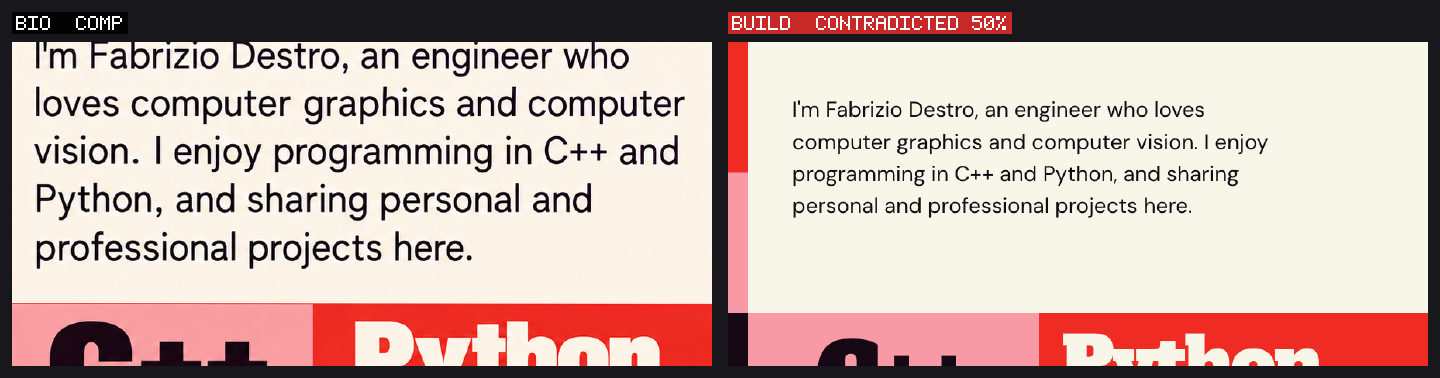 BIO COMP
I'm Fabrizio Destro, an engineer who
loves computer graphics and computer
vision. I enjoy programming in C++ and
Python, and sharing personal and
professional projects here.
C++ Python
BUILD CONTRADICTED 50%
I'm Fabrizio Destro, an engineer who loves
computer graphics and computer vision. I enjoy
programming in C++ and Python, and sharing
personal and professional projects here.
C++ Python